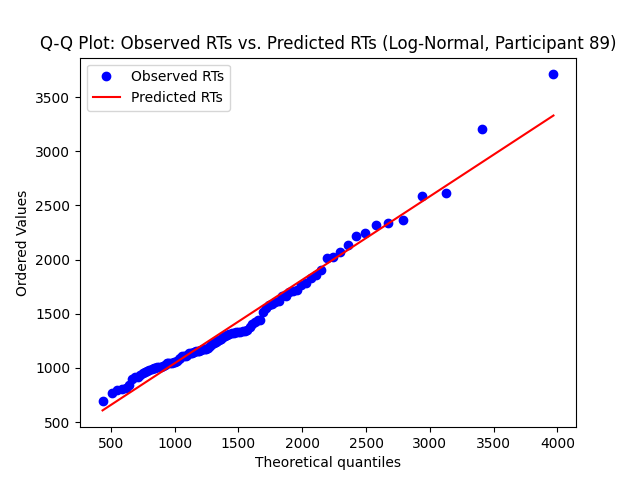 Q-Q Plot: Observed RTs vs. Predicted RTs (Log-Normal, Participant 89)
Observed RTs
Predicted RTs
Ordered Values
3500
3000
2500
2000
1500
1000
500
500 1000 1500 2000 2500 3000 3500 4000
Theoretical quantiles